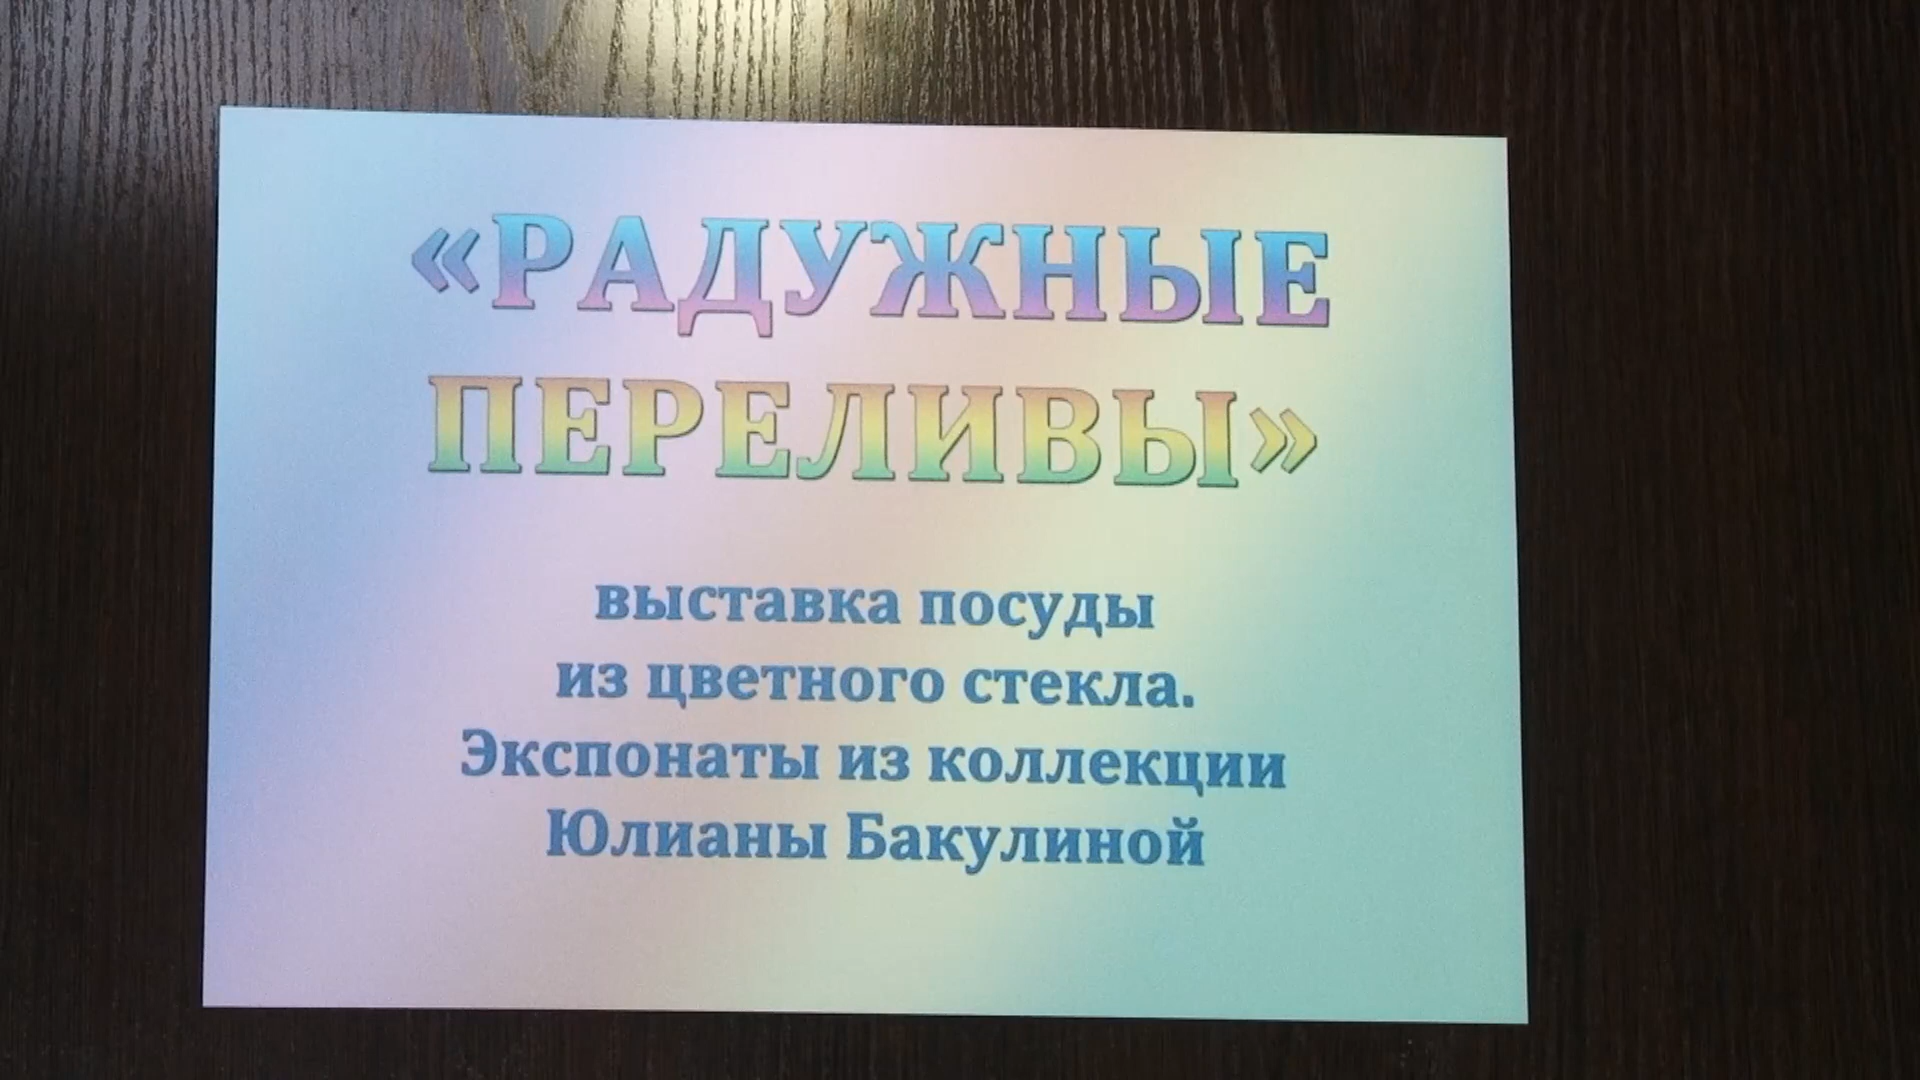 «РАДУЖНЫЕ
ПЕРЕЛИВЫ»
выставка посуды
из цветного стекла.
Экспонаты из коллекции
Юлианы Бакулиной